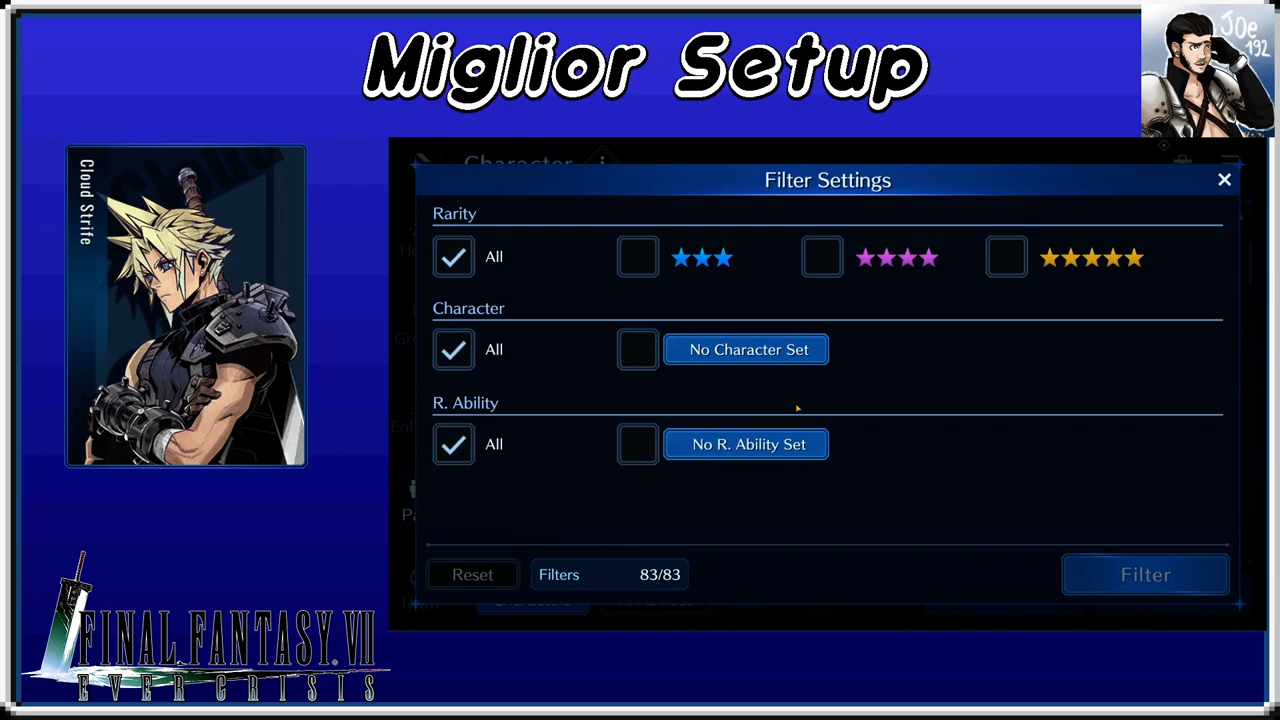 Miglior Setup
JOe
192
Cloud Strife
Character
Filter Settings
Rarity
All
★★★
★★★★
★★★★★
Character
All
No Character Set
R. Ability
All
No R. Ability Set
Reset
Filters 83/83
Filter
FINAL FANTASY VII
EVER CRISIS